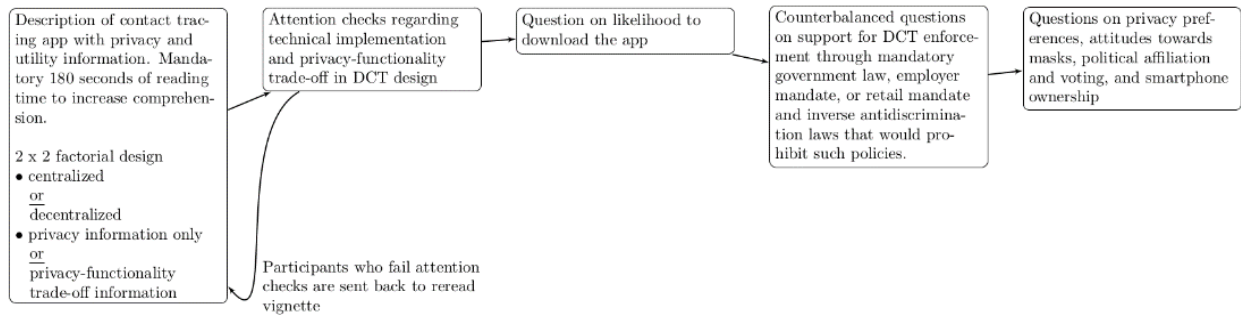 Description of contact trac-
ing app with privacy and
utility information. Manda-
tory 180 seconds of reading
time to increase comprehen-
sion.
2 x 2 factorial design
• centralized
or
decentralized
• privacy information only
or
privacy-functionality
trade-off information
Attention checks regarding
technical implementation
and privacy-functionality
trade-off in DCT design
Participants who fail attention
checks are sent back to reread
vignette
Question on likelihood to
download the app
Counterbalanced questions
on support for DCT enforce-
ment through mandatory
government law, employer
mandate, or retail mandate
and inverse antidiscrimina-
tion laws that would pro-
hibit such policies.
Questions on privacy pref-
erences, attitudes towards
masks, political affiliation
and voting, and smartphone
ownership